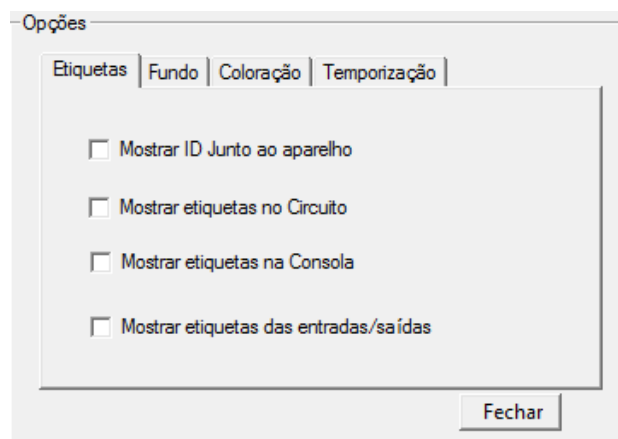 Opções
Etiquetas Fundo Coloração Temporização
Mostrar ID Junto ao aparelho
Mostrar etiquetas no Circuito
Mostrar etiquetas na Consola
Mostrar etiquetas das entradas/saídas
Fechar